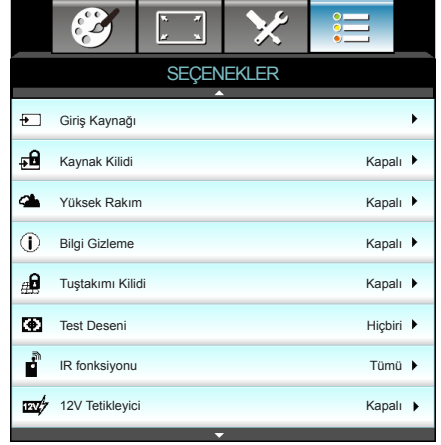 SEÇENEKLER
Giriş Kaynağı
Kaynak Kilidi Kapalı
Yüksek Rakım Kapalı
Bilgi Gizleme Kapalı
Tuştakımı Kilidi Kapalı
Test Deseni Hiçbiri
IR fonksiyonu Tümü
12V 12V Tetikleyici Kapalı